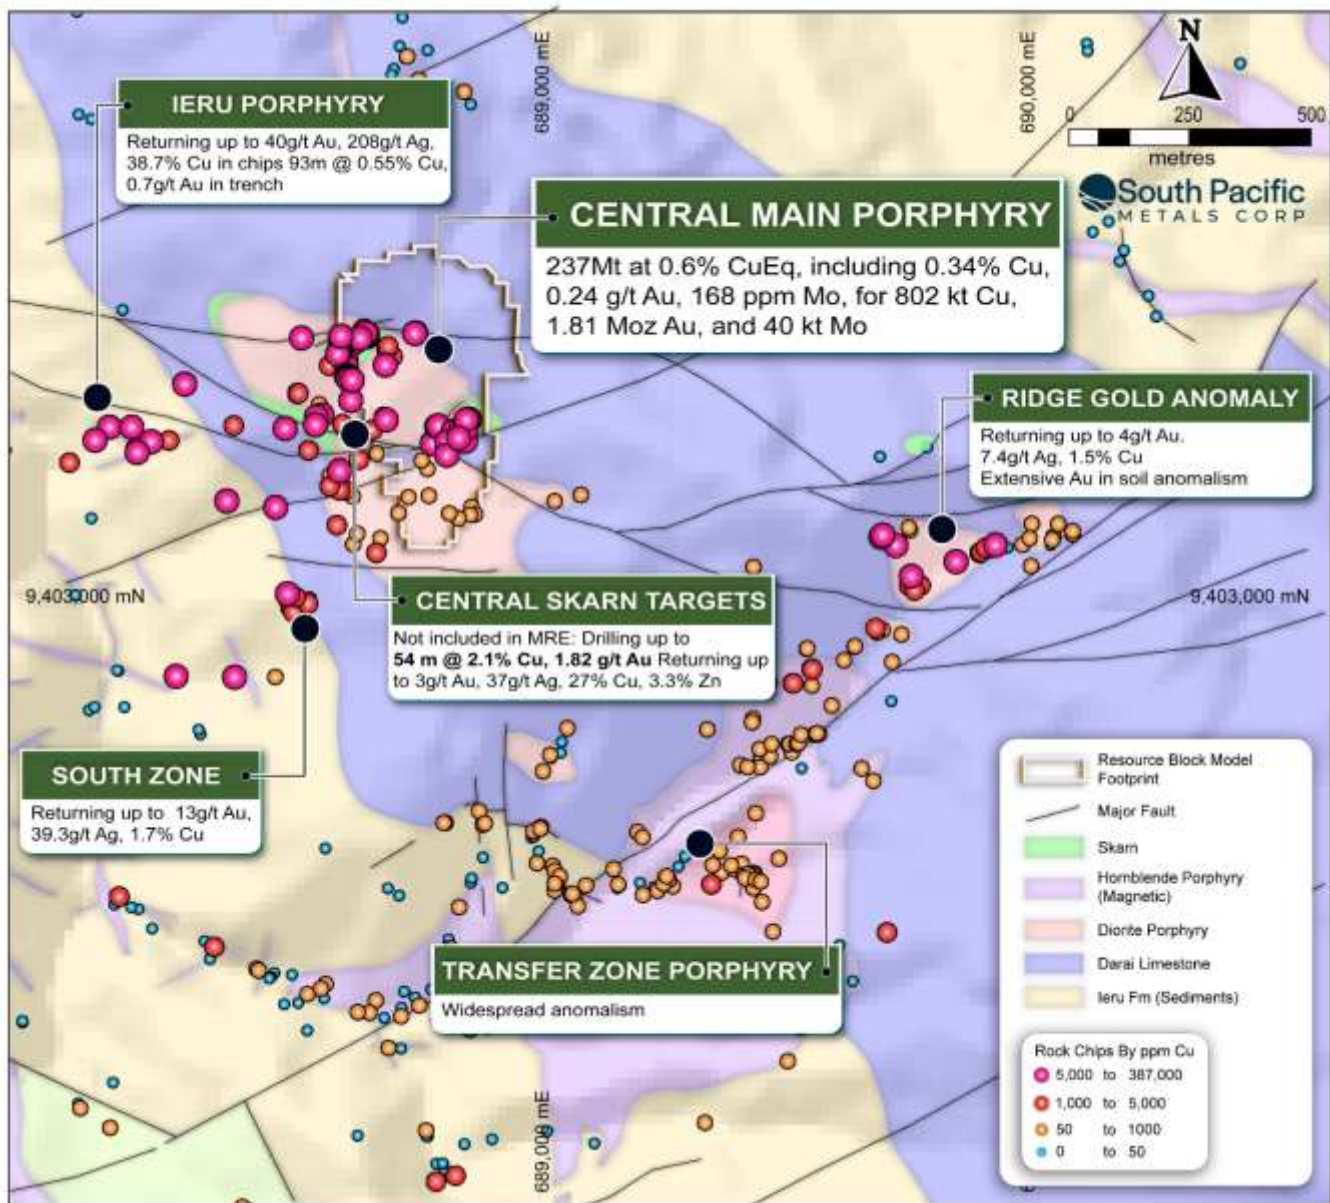 689,000 mE
690,000 mE
N
0 250 500
metres
South Pacific
METALS CORP
IERU PORPHYRY
Returning up to 40g/t Au, 208g/t Ag,
38.7% Cu in chips 93m @ 0.55% Cu,
0.7g/t Au in trench
CENTRAL MAIN PORPHYRY
237Mt at 0.6% CuEq, including 0.34% Cu,
0.24 g/t Au, 168 ppm Mo, for 802 kt Cu,
1.81 Moz Au, and 40 kt Mo
RIDGE GOLD ANOMALY
Returning up to 4g/t Au.
7.4g/t Ag, 1.5% Cu
Extensive Au in soil anomalism
9,403,000 mN
9,403,000 mN
CENTRAL SKARN TARGETS
Not included in MRE: Drilling up to
54 m @ 2.1% Cu, 1.82 g/t Au Returning up
to 3g/t Au, 37g/t Ag, 27% Cu, 3.3% Zn
SOUTH ZONE
Returning up to 13g/t Au,
39.3g/t Ag, 1.7% Cu
TRANSFER ZONE PORPHYRY
Widespread anomalism
689,000 mE
Resource Block Model
Footprint
Major Fault
Skarn
Hornblende Porphyry
(Magnetic)
Diorite Porphyry
Darai Limestone
Ieru Fm (Sediments)
Rock Chips By ppm Cu
5,000 to 387,000
1,000 to 5,000
50 to 1000
0 to 50